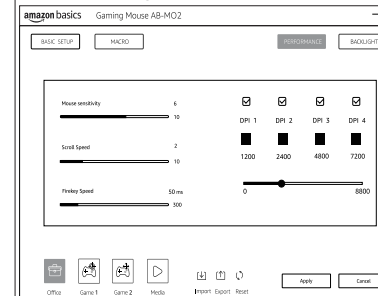 amazon basics Gaming Mouse AB-MO2
BASIC SETUP MACRO PERFORMANCE BACKLIGHT
Mouse sensitivity 6
10
DPI 1 DPI 2 DPI 3 DPI 4
Scroll Speed 2
10
1200 2400 4800 7200
Firekey Speed 50 ms
300
0 8800
Office Game 1 Game 2 Media
Import Export Reset
Apply Cancel